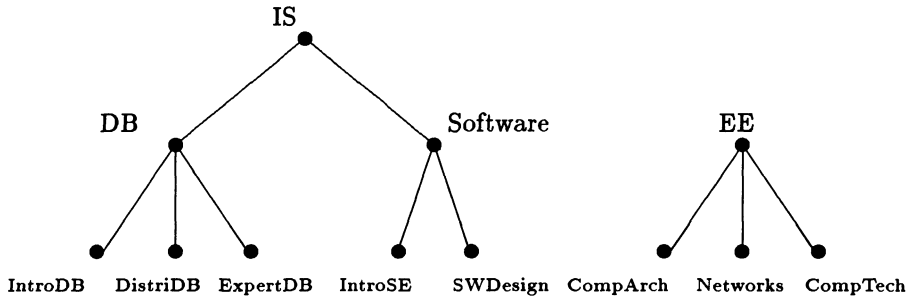 IS
DB Software EE
IntroDB DistriDB ExpertDB IntroSE SWDesign CompArch Networks CompTech